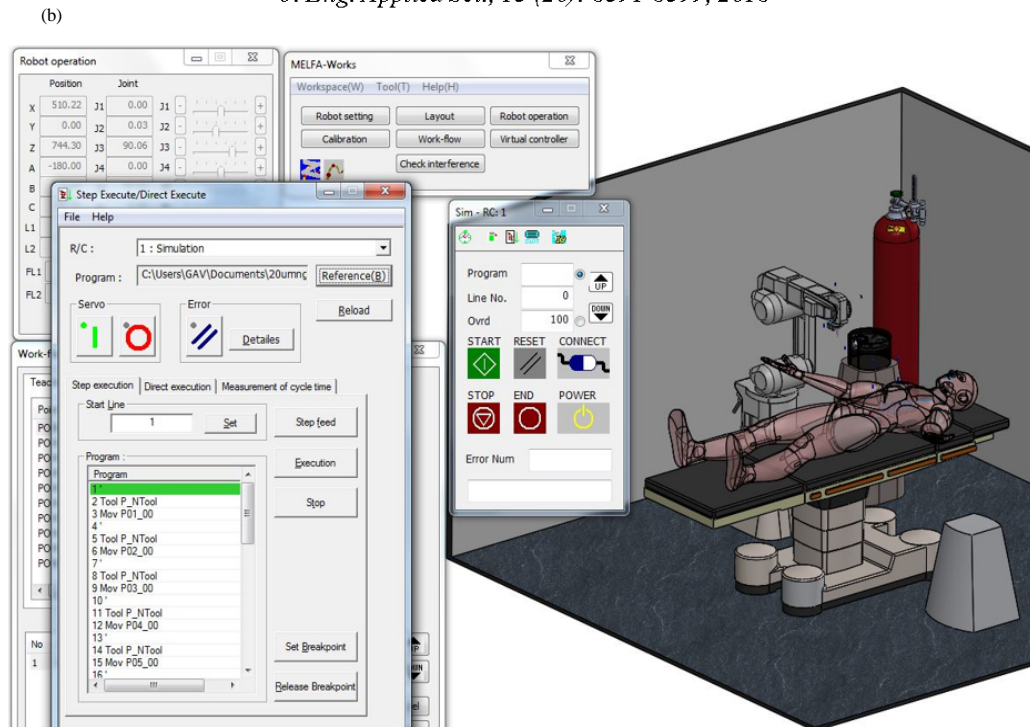 (b)
Robot operation
Position Joint
X 510.22 J1 0.00 J1 - +
Y 0.00 J2 0.03 J2 - +
Z 744.30 J3 90.06 J3 - +
A -180.00 J4 0.00 J4 - +
B
C
L1
L2
FL1
FL2
MELFA-Works
Workspace(W) Tool(T) Help(H)
Robot setting Layout Robot operation
Calibration Work-flow Virtual controller
Check interference
Step Execute/Direct Execute
File Help
R/C : 1 : Simulation
Program : C:\Users\GAV\Documents\20umng Reference(B)
Servo Error Reload
Detailes
Step execution Direct execution Measurement of cycle time
Start Line
1 Set Step feed
Execution
Stop
Program :
Program
1 '
2 Tool P_NTool
3 Mov P01_00
4 '
5 Tool P_NTool
6 Mov P02_00
7 '
8 Tool P_NTool
9 Mov P03_00
10 '
11 Tool P_NTool
12 Mov P04_00
13 '
14 Tool P_NTool
15 Mov P05_00
16 '
Set Breakpoint
Release Breakpoint
Sim - RC: 1
Program UP
Line No. 0
Ovrd 100 DOWN
START RESET CONNECT
STOP END POWER
Error Num
No
1